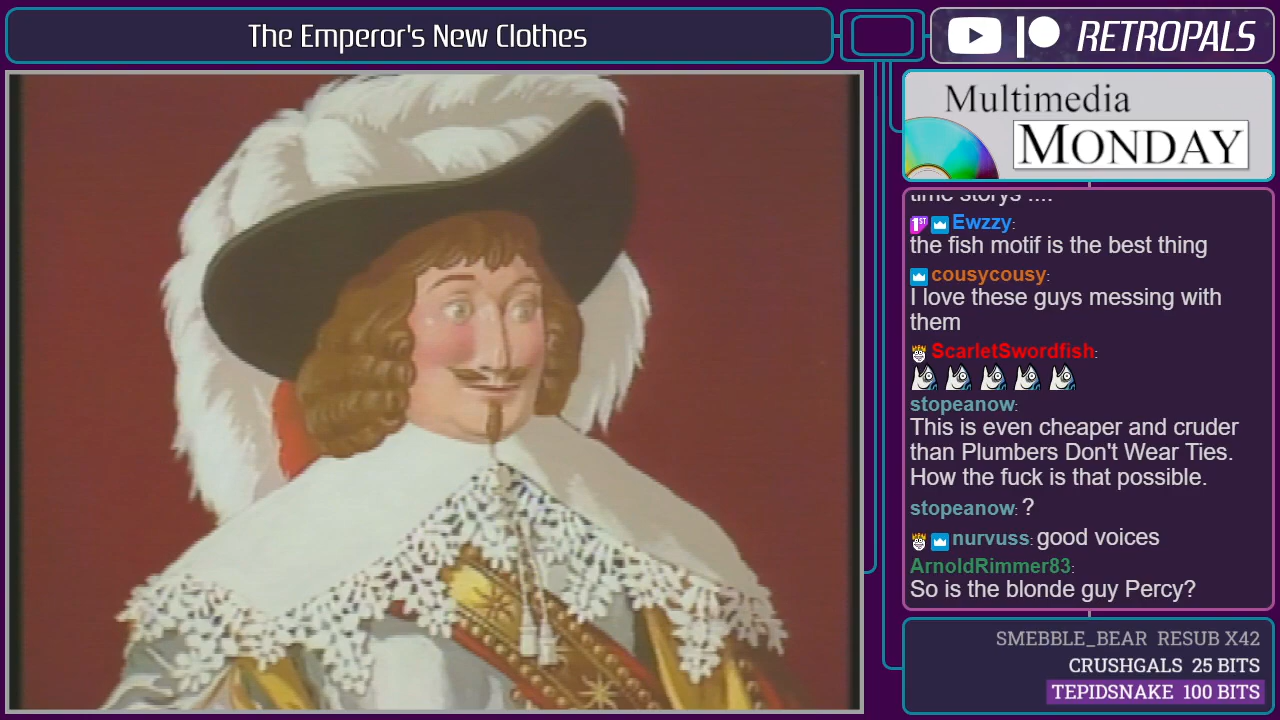 The Emperor's New Clothes
RETROPALS
Multimedia
MONDAY
time storys ....
1ST Ewzzy:
the fish motif is the best thing
cousycousy:
I love these guys messing with
them
ScarletSwordfish:
stopeanow:
This is even cheaper and cruder
than Plumbers Don't Wear Ties.
How the fuck is that possible.
stopeanow: ?
nurvuss: good voices
ArnoldRimmer83:
So is the blonde guy Percy?
SMEBBLE_BEAR RESUB X42
CRUSHGALS 25 BITS
TEPIDSNAKE 100 BITS